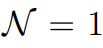 𝒩 = 1